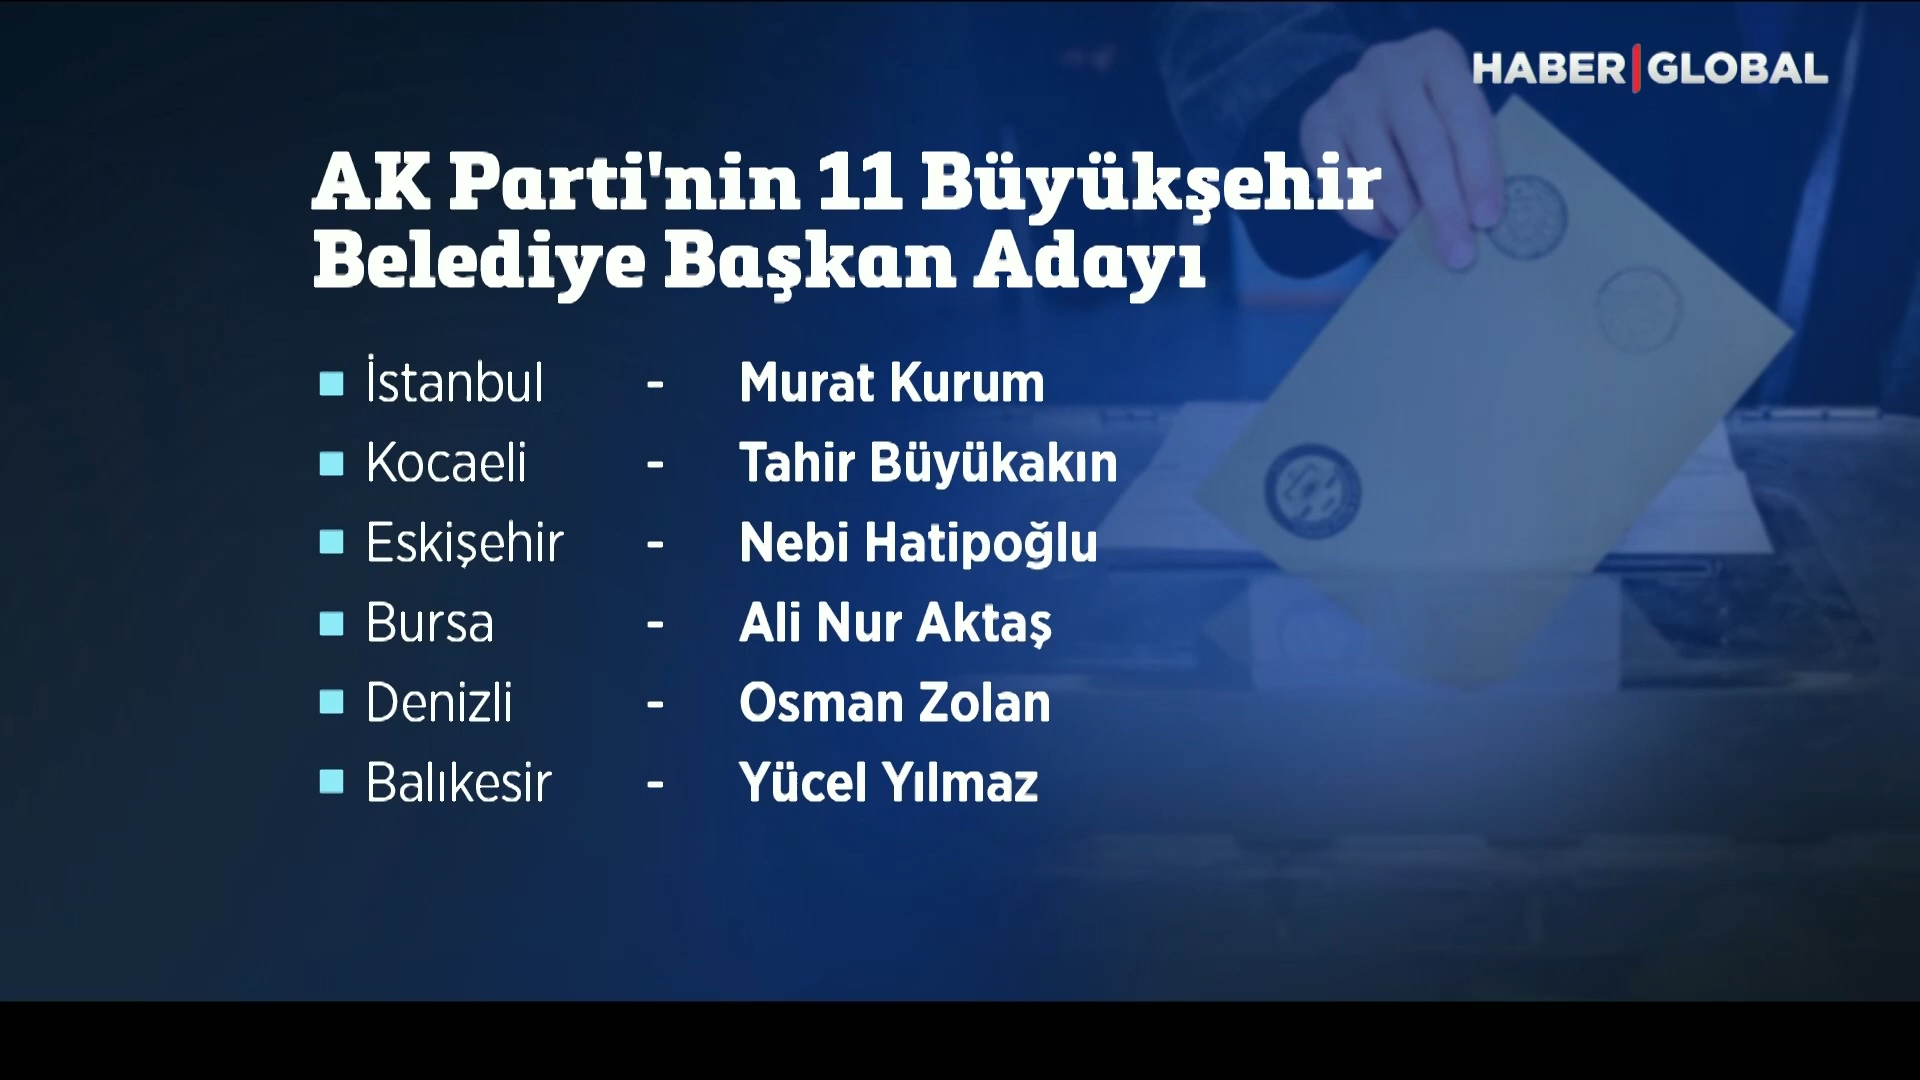 HABER GLOBAL
AK Parti'nin 11 Büyükşehir
Belediye Başkan Adayı
İstanbul - Murat Kurum
Kocaeli - Tahir Büyükakın
Eskişehir - Nebi Hatipoğlu
Bursa - Ali Nur Aktaş
Denizli - Osman Zolan
Balıkesir - Yücel Yılmaz